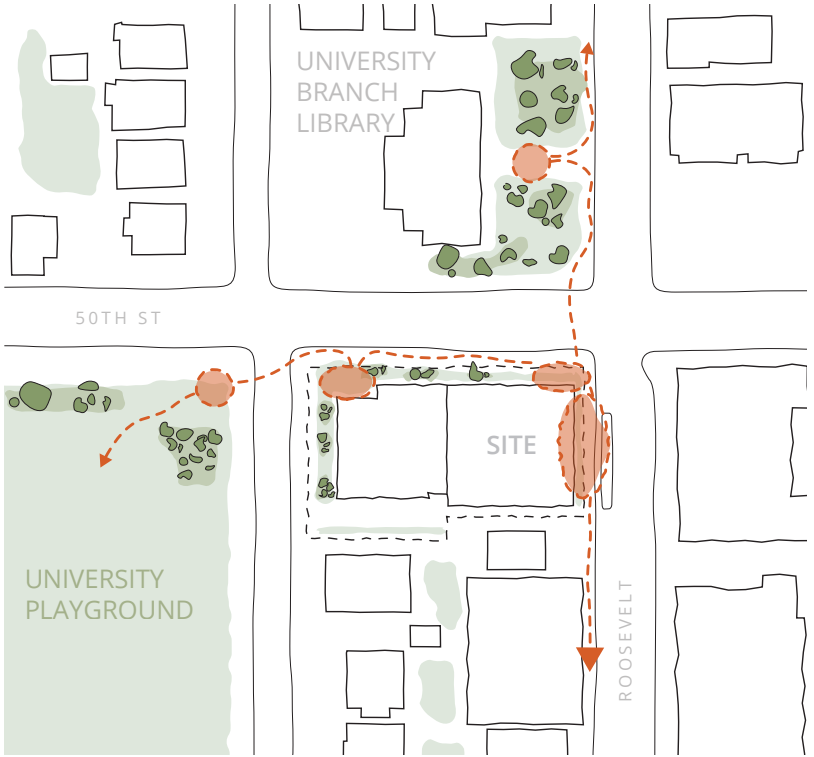 UNIVERSITY
BRANCH
LIBRARY
50TH ST
SITE
UNIVERSITY
PLAYGROUND
ROOSEVELT